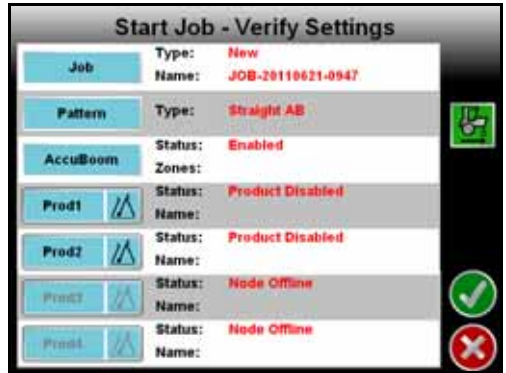 Start Job - Verify Settings
Job
Type: New
Name: JOB-20110621-0947
Pattern
Type: Straight AB
AccuBoom
Status: Enabled
Zones:
Prod1
Status: Product Disabled
Name:
Prod2
Status: Product Disabled
Name:
Prod3
Status: Node Offline
Name:
Prod4
Status: Node Offline
Name: